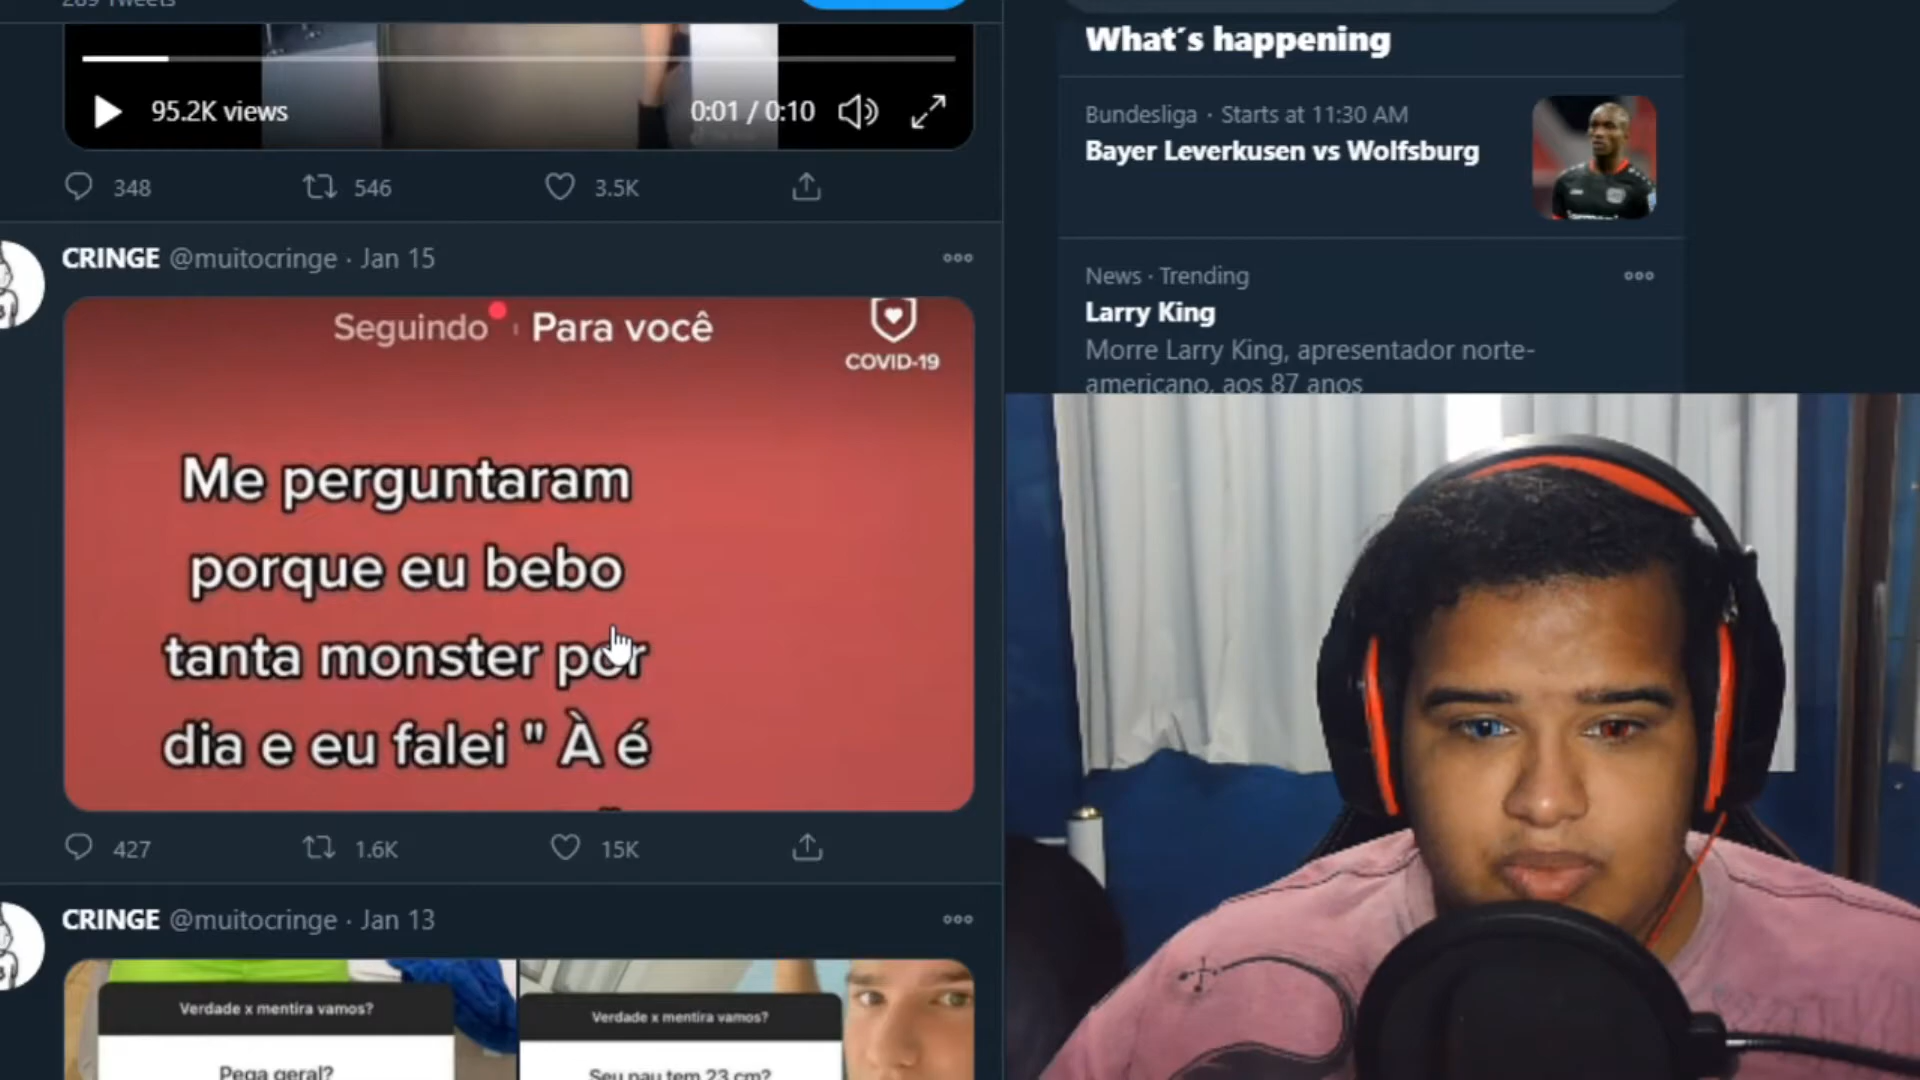 289 Tweets
95.2K views
0:01 / 0:10
348
546
3.5K
CRINGE @muitocringe · Jan 15
Seguindo Para você
COVID-19
Me perguntaram
porque eu bebo
tanta monster por
dia e eu falei " À é
427
1.6K
15K
CRINGE @muitocringe · Jan 13
Verdade x mentira vamos?
Pega geral?
Verdade x mentira vamos?
Seu pau tem 23 cm?
What´s happening
Bundesliga · Starts at 11:30 AM
Bayer Leverkusen vs Wolfsburg
News · Trending
Larry King
Morre Larry King, apresentador norte-
americano, aos 87 anos